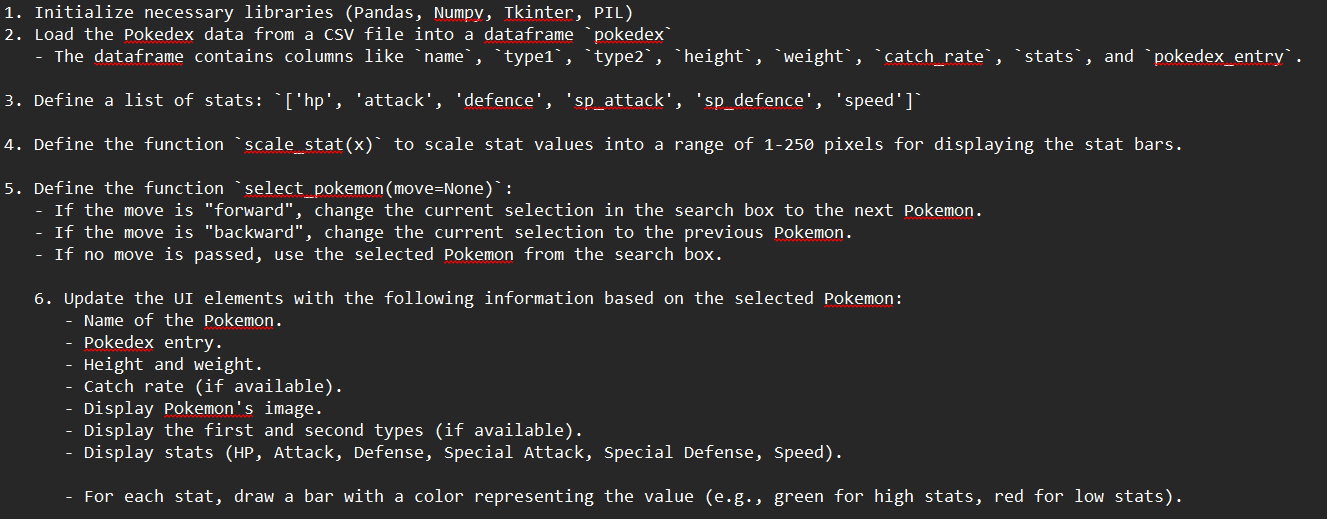 1. Initialize necessary libraries (Pandas, Numpy, Tkinter, PIL)
2. Load the Pokedex data from a CSV file into a dataframe `pokedex`
- The dataframe contains columns like `name`, `type1`, `type2`, `height`, `weight`, `catch_rate`, `stats`, and `pokedex_entry`.
3. Define a list of stats: `['hp', 'attack', 'defence', 'sp_attack', 'sp_defence', 'speed']`
4. Define the function `scale_stat(x)` to scale stat values into a range of 1-250 pixels for displaying the stat bars.
5. Define the function `select_pokemon(move=None)`:
- If the move is "forward", change the current selection in the search box to the next Pokemon.
- If the move is "backward", change the current selection to the previous Pokemon.
- If no move is passed, use the selected Pokemon from the search box.
6. Update the UI elements with the following information based on the selected Pokemon:
- Name of the Pokemon.
- Pokedex entry.
- Height and weight.
- Catch rate (if available).
- Display Pokemon's image.
- Display the first and second types (if available).
- Display stats (HP, Attack, Defense, Special Attack, Special Defense, Speed).
- For each stat, draw a bar with a color representing the value (e.g., green for high stats, red for low stats).